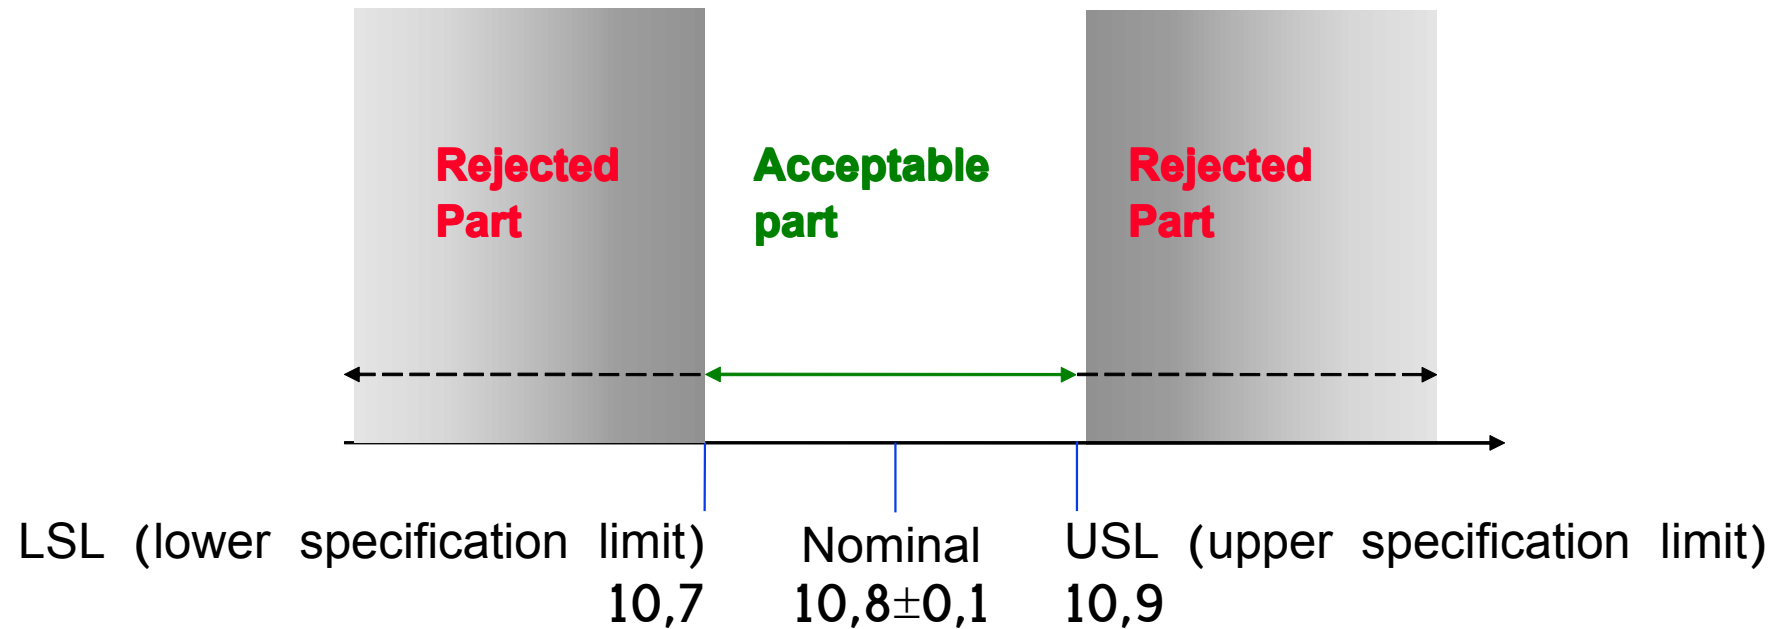 Rejected
Part
Acceptable
part
Rejected
Part
LSL (lower specification limit)
10,7
Nominal
10,8±0,1
USL (upper specification limit)
10,9